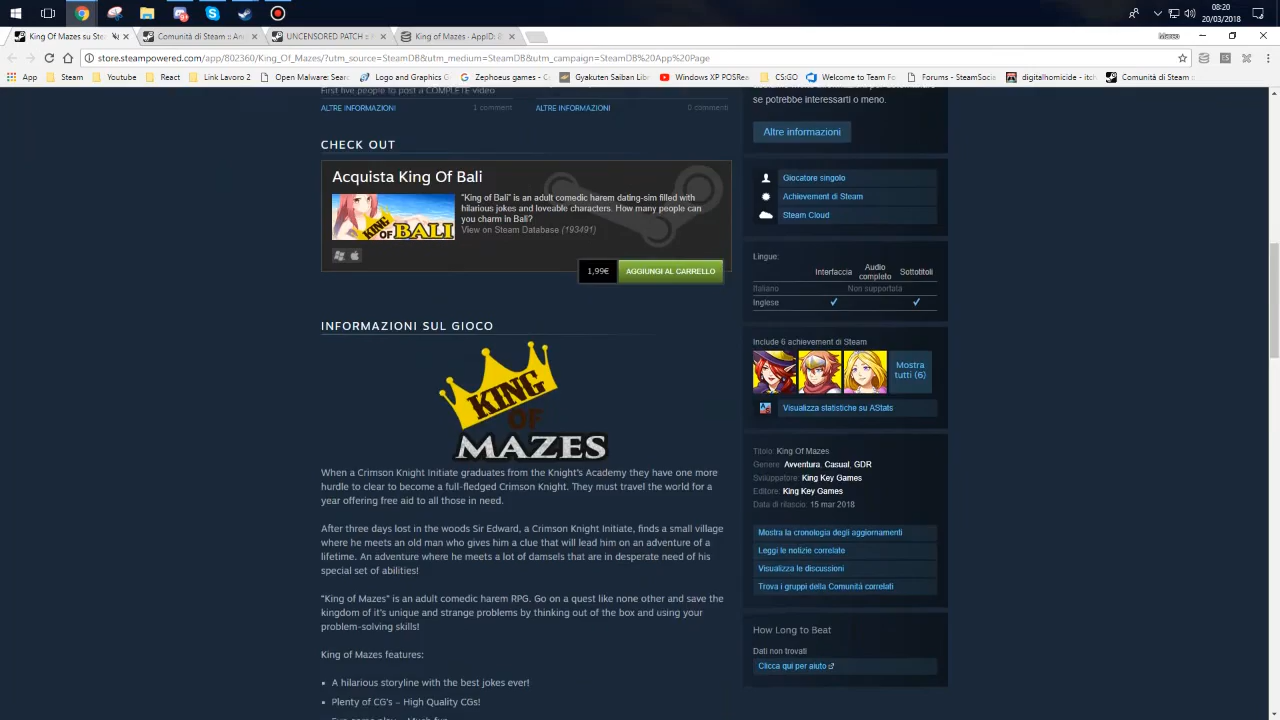 08:20
20/03/2018
King Of Mazes su Ste
Comunità di Steam :: An
UNCENSORED PATCH ::
King of Mazes · AppID: 8
store.steampowered.com/app/802360/King_Of_Mazes/?utm_source=SteamDB&utm_medium=SteamDB&utm_campaign=SteamDB%20App%20Page
App
Steam
Youtube
React
Link Lavoro 2
Open Malware: Searc
Logo and Graphic
Zephoeus games - C
Gyakuten Saiban Libr
Windows XP POSRea
CS:GO
Welcome to Team Fo
Forums - SteamSocia
digitalhomicide - itch
Comunità di Steam ::
First five people to post a COMPLETE video
ALTRE INFORMAZIONI
1 comment
ALTRE INFORMAZIONI
0 commenti
se potrebbe interessarti o meno.
Altre informazioni
CHECK OUT
Acquista King Of Bali
KING OF BALI
"King of Bali" is an adult comedic harem dating-sim filled with
hilarious jokes and loveable characters. How many people can
you charm in Bali?
View on Steam Database (193491)
1,99€
AGGIUNGI AL CARRELLO
Giocatore singolo
Achievement di Steam
Steam Cloud
Lingue:
Interfaccia
Audio completo
Sottotitoli
Italiano
Non supportata
Inglese
INFORMAZIONI SUL GIOCO
KING
OF
MAZES
When a Crimson Knight Initiate graduates from the Knight's Academy they have one more
hurdle to clear to become a full-fledged Crimson Knight. They must travel the world for a
year offering free aid to all those in need.
After three days lost in the woods Sir Edward, a Crimson Knight Initiate, finds a small village
where he meets an old man who gives him a clue that will lead him on an adventure of a
lifetime. An adventure where he meets a lot of damsels that are in desperate need of his
special set of abilities!
"King of Mazes" is an adult comedic harem RPG. Go on a quest like none other and save the
kingdom of it's unique and strange problems by thinking out of the box and using your
problem-solving skills!
King of Mazes features:
• A hilarious storyline with the best jokes ever!
• Plenty of CG's – High Quality CGs!
Include 6 achievement di Steam
Mostra
tutti (6)
Visualizza statistiche su AStats
Titolo: King Of Mazes
Genere: Avventura, Casual, GDR
Sviluppatore: King Key Games
Editore: King Key Games
Data di rilascio: 15 mar 2018
Mostra la cronologia degli aggiornamenti
Leggi le notizie correlate
Visualizza le discussioni
Trova i gruppi della Comunità correlati
How Long to Beat
Dati non trovati
Clicca qui per aiuto